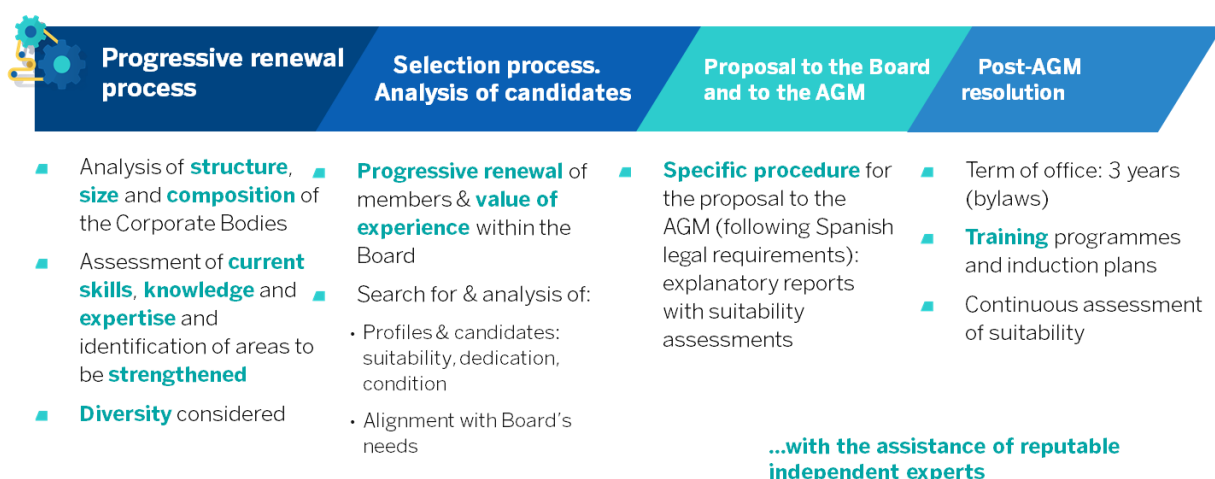 Progressive renewal
process
Selection process.
Analysis of candidates
Proposal to the Board
and to the AGM
Post-AGM
resolution
Analysis of structure,
size and composition of
the Corporate Bodies
Assessment of current
skills, knowledge and
expertise and
identification of areas to
be strengthened
Diversity considered
Progressive renewal of
members & value of
experience within the
Board
Search for & analysis of:
• Profiles & candidates:
suitability, dedication,
condition
• Alignment with Board's
needs
Specific procedure for
the proposal to the
AGM (following Spanish
legal requirements):
explanatory reports
with suitability
assessments
Term of office: 3 years
(bylaws)
Training programmes
and induction plans
Continuous assessment
of suitability
...with the assistance of reputable
independent experts